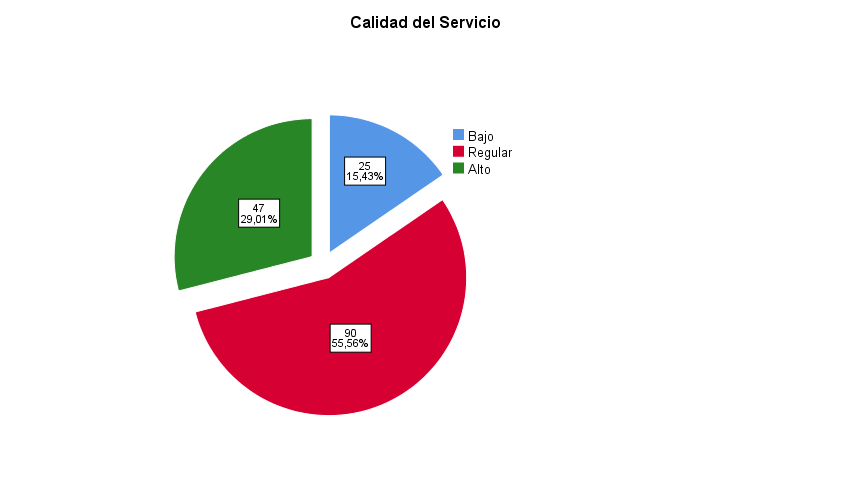 Calidad del Servicio
Bajo
Regular
Alto
25
15,43%
47
29,01%
90
55,56%